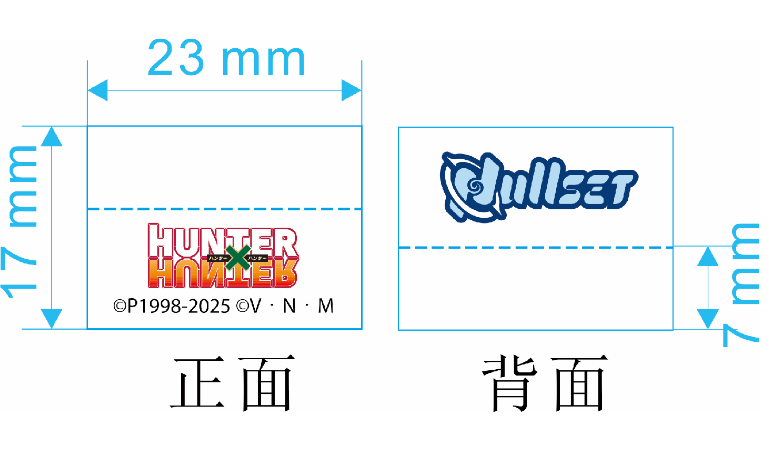 23 mm
17 mm
HUNTER
ハンター×ハンター
HUNTER
©P1998-2025 ©V · N · M
正面
NullSET
7 mm
背面